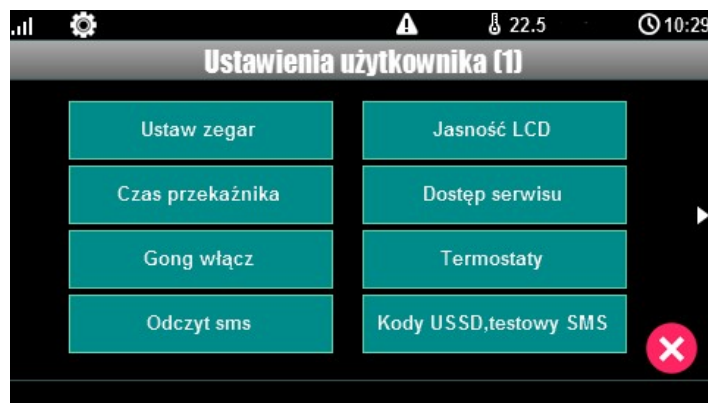 22.5
10:29
Ustawienia użytkownika (1)
Ustaw zegar
Jasność LCD
Czas przekaźnika
Dostęp serwisu
Gong włącz
Termostaty
Odczyt sms
Kody USSD,testowy SMS